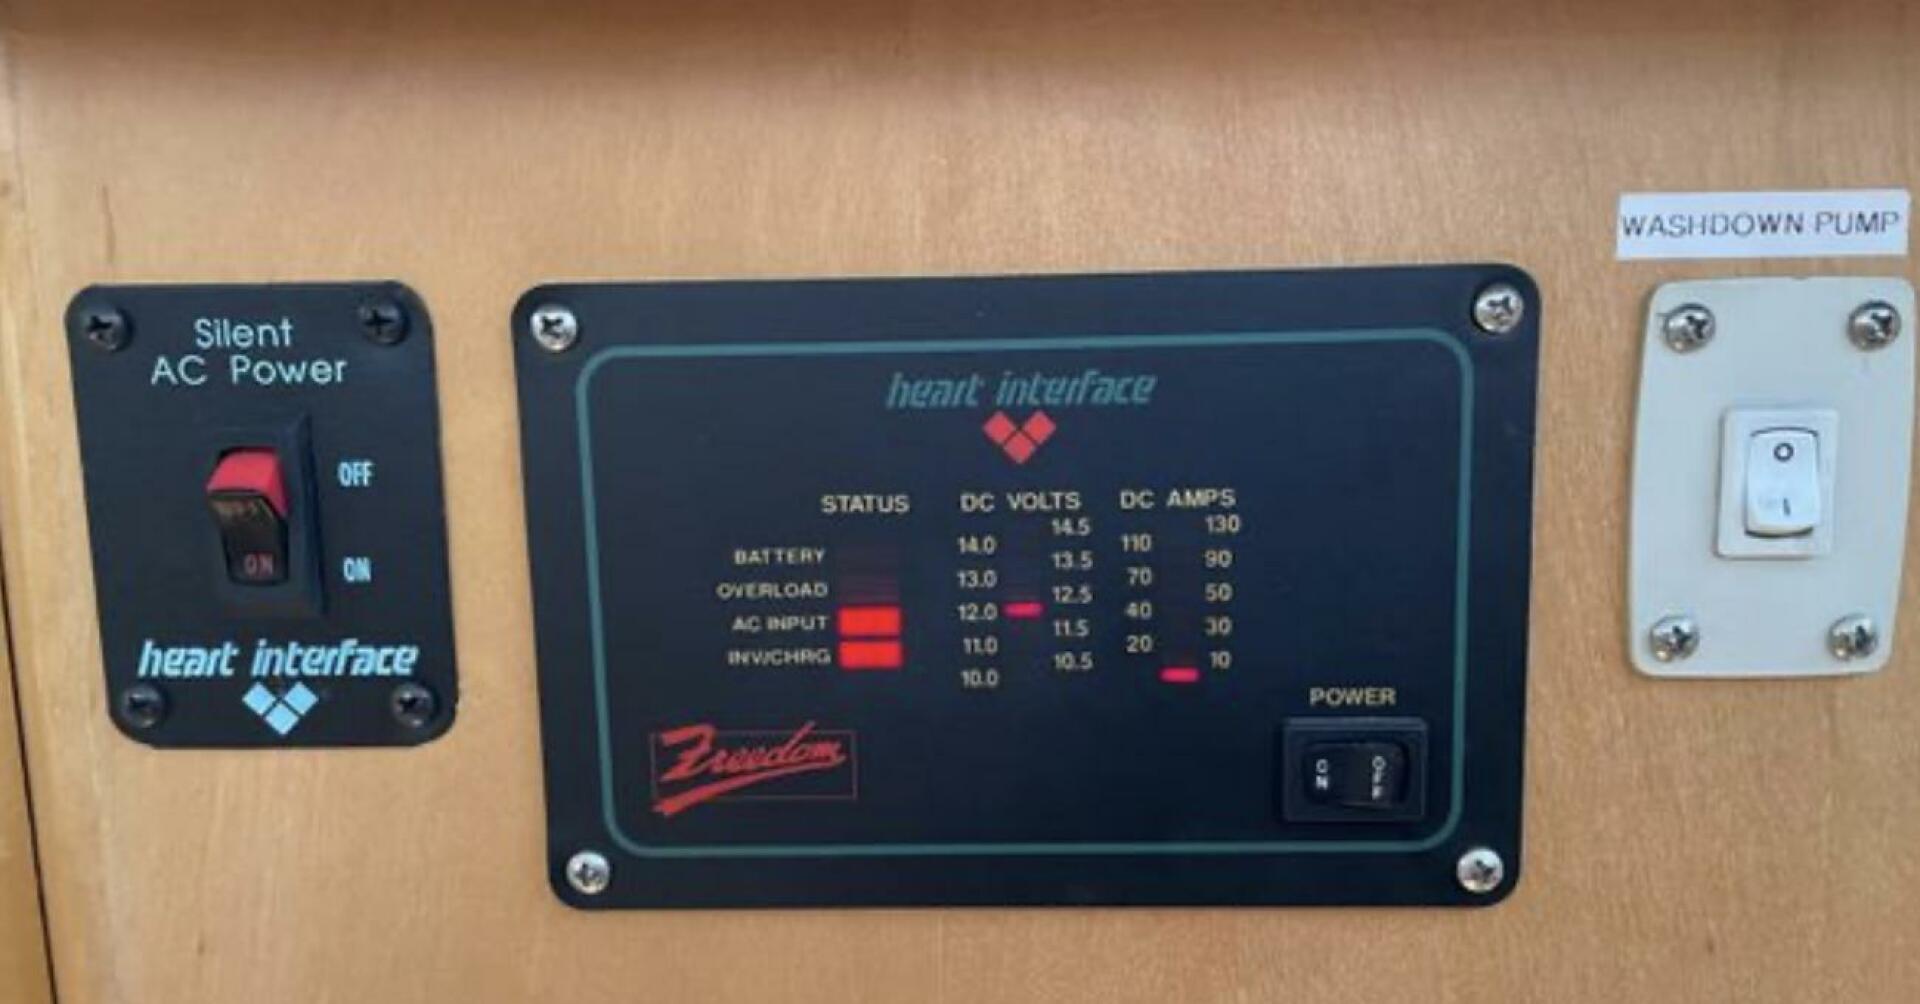 Silent
AC Power
OFF
ON
ON
heart interface
heart interface
STATUS
BATTERY
OVERLOAD
AC INPUT
INV/CHRG
DC VOLTS
14.5
14.0
13.5
13.0
12.5
12.0
11.5
11.0
10.5
10.0
DC AMPS
130
110
90
70
50
40
30
20
10
Freedom
POWER
ON
OFF
WASHDOWN PUMP
O
I